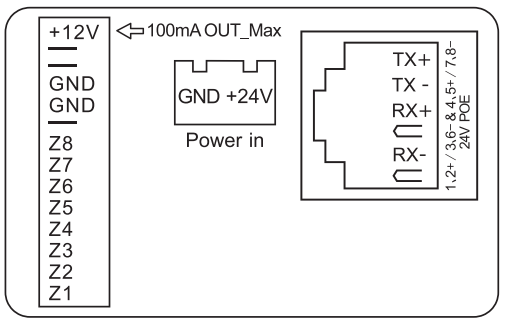 +12V
100mA OUT_Max
GND
GND
Z8
Z7
Z6
Z5
Z4
Z3
Z2
Z1
GND +24V
Power in
TX+
TX -
RX+
RX-
1,2+ / 3,6- & 4,5+ / 7,8-
24V POE